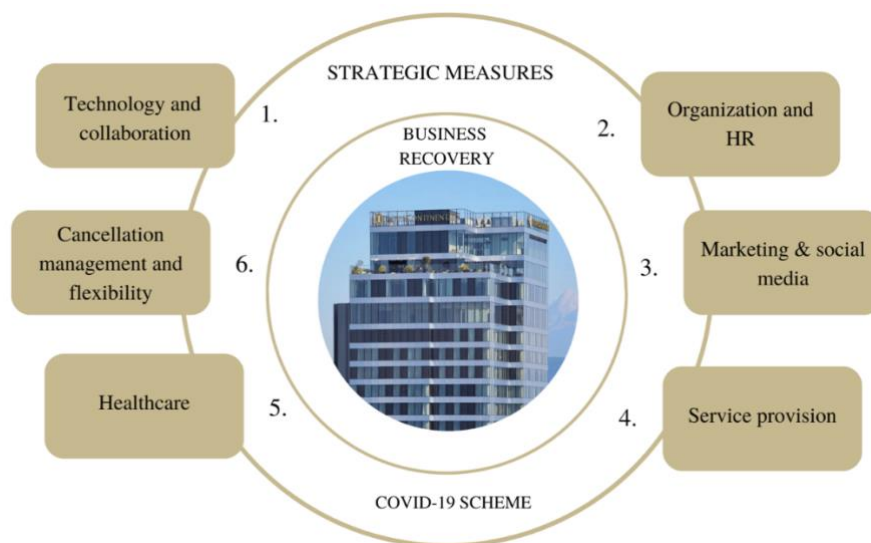 STRATEGIC MEASURES
BUSINESS
RECOVERY
1.
Technology and
collaboration
2.
Organization and
HR
3.
Marketing & social
media
4.
Service provision
5.
Healthcare
6.
Cancellation
management and
flexibility
COVID-19 SCHEME